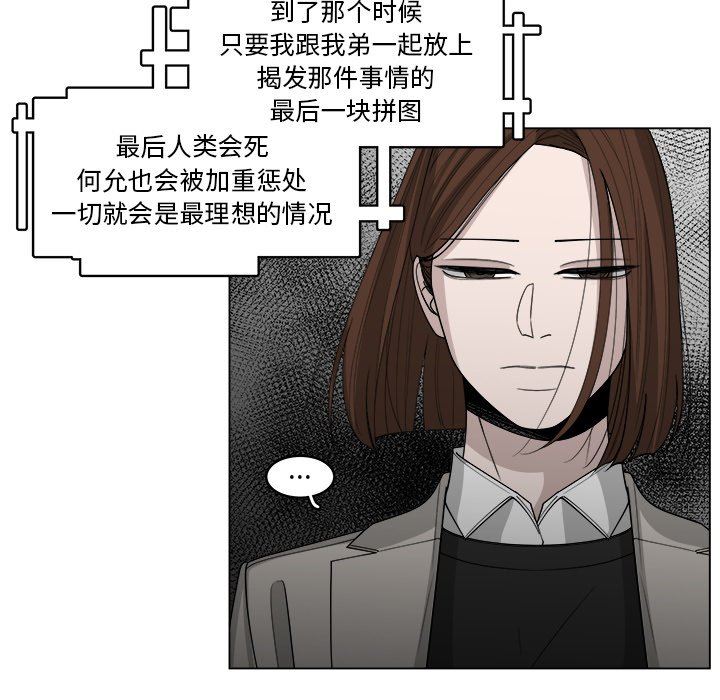 到了那个时候
只要我跟我弟一起放上
揭发那件事情的
最后一块拼图
最后人类会死
何允也会被加重惩处
一切就会是最理想的情况
...